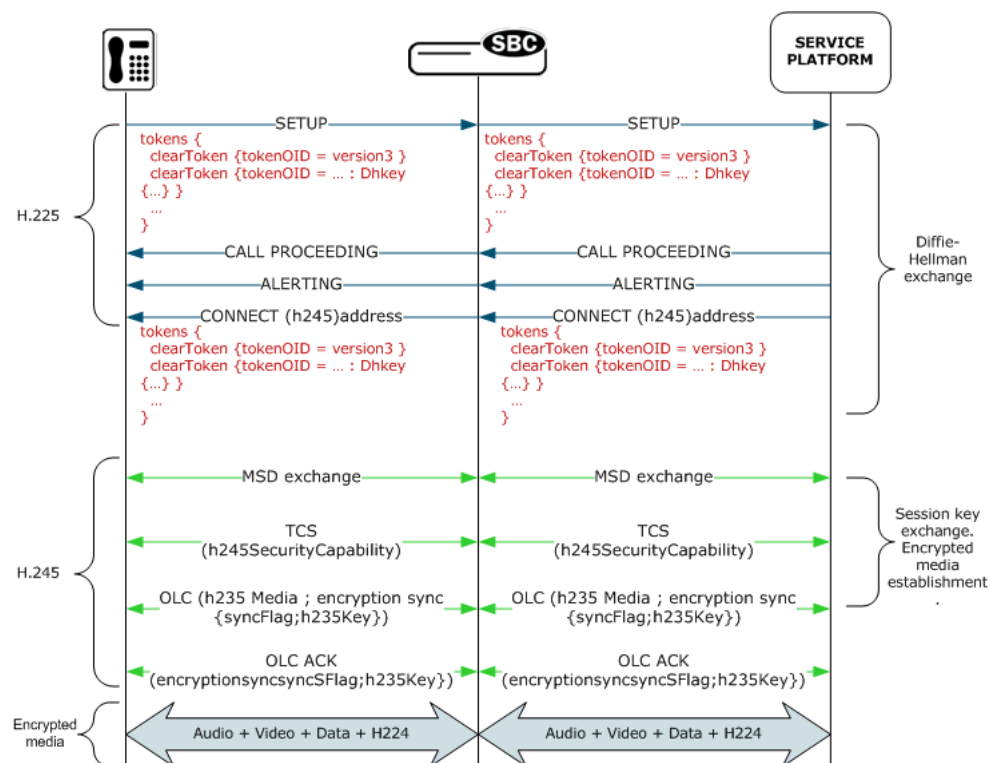 SBC
SERVICE
PLATFORM
SETUP
SETUP
tokens {
clearToken {tokenOID = version3 }
clearToken {tokenOID = ... : Dhkey
{...} }
...
}
tokens {
clearToken {tokenOID = version3 }
clearToken {tokenOID = ... : Dhkey
{...} }
...
}
H.225
CALL PROCEEDING
CALL PROCEEDING
Diffie-
Hellman
exchange
ALERTING
ALERTING
CONNECT (h245)address
CONNECT (h245)address
tokens {
clearToken {tokenOID = version3 }
clearToken {tokenOID = ... : Dhkey
{...} }
...
}
tokens {
clearToken {tokenOID = version3 }
clearToken {tokenOID = ... : Dhkey
{...} }
...
}
MSD exchange
MSD exchange
Session key
exchange.
Encrypted
media
establishment
.
TCS
(h245SecurityCapability)
TCS
(h245SecurityCapability)
H.245
OLC (h235 Media ; encryption sync
{syncFlag;h235Key})
OLC (h235 Media ; encryption sync
{syncFlag;h235Key})
OLC ACK
(encryptionsyncsyncSFlag;h235Key})
OLC ACK
(encryptionsyncsyncSFlag;h235Key})
Encrypted
media
Audio + Video + Data + H224
Audio + Video + Data + H224